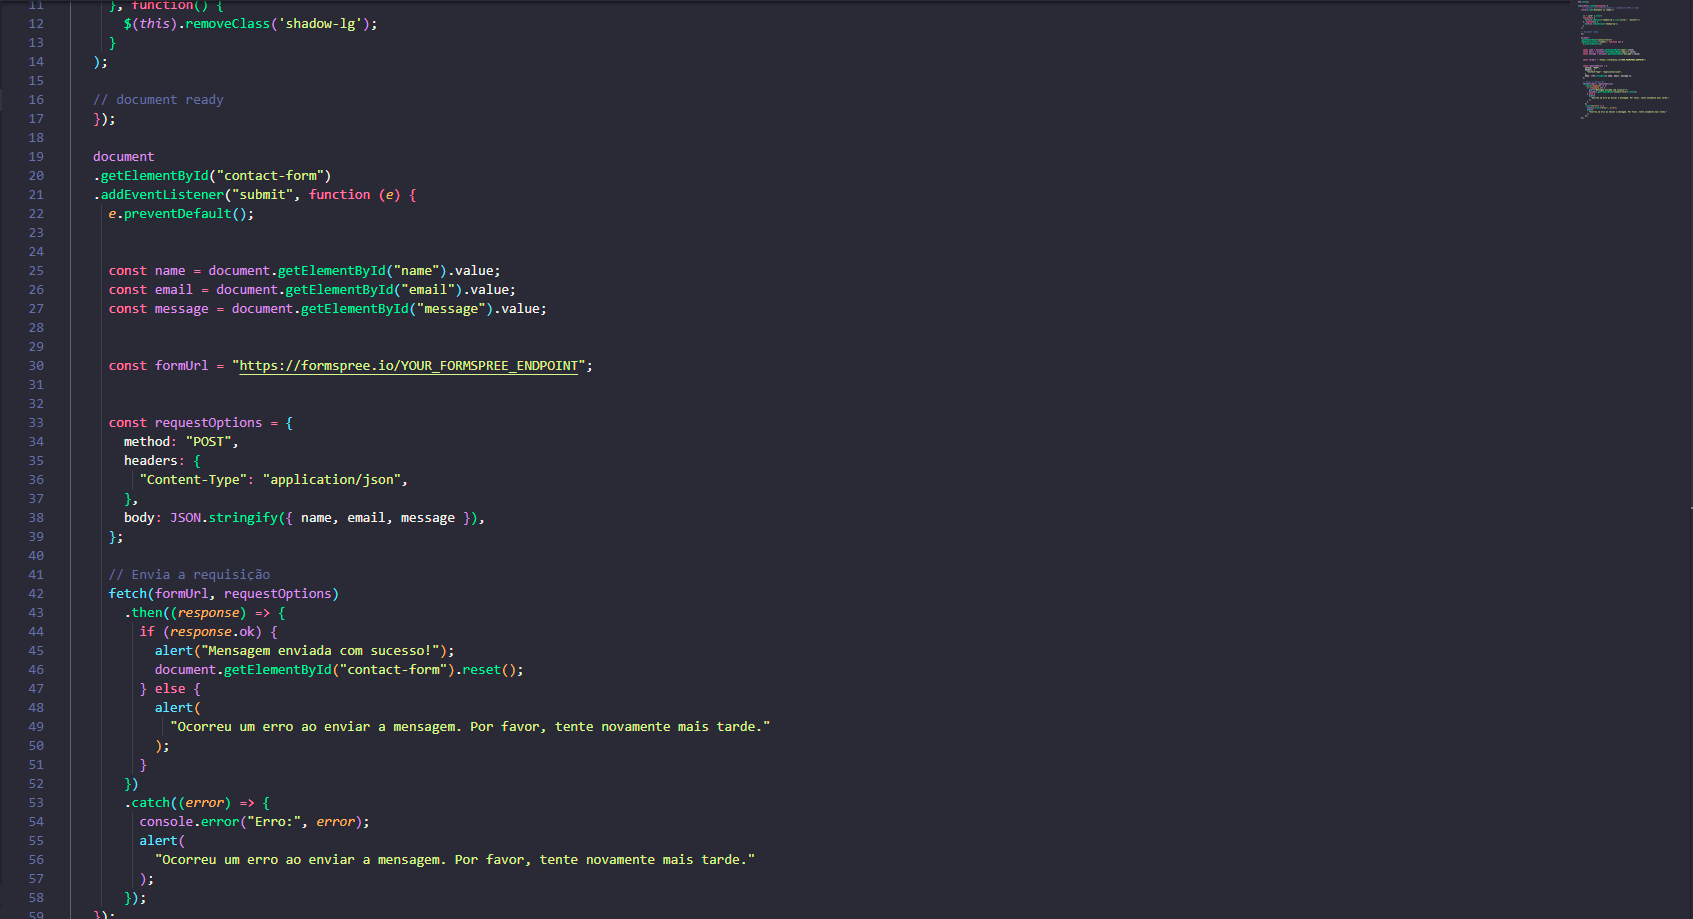 11 }, function() {
12 $(this).removeClass('shadow-lg');
13 }
14 );
15
16 // document ready
17 });
18
19 document
20 .getElementById("contact-form")
21 .addEventListener("submit", function (e) {
22 e.preventDefault();
23
24
25 const name = document.getElementById("name").value;
26 const email = document.getElementById("email").value;
27 const message = document.getElementById("message").value;
28
29
30 const formUrl = "https://formspree.io/YOUR_FORMSPREE_ENDPOINT";
31
32
33 const requestOptions = {
34 method: "POST",
35 headers: {
36 "Content-Type": "application/json",
37 },
38 body: JSON.stringify({ name, email, message }),
39 };
40
41 // Envia a requisição
42 fetch(formUrl, requestOptions)
43 .then((response) => {
44 if (response.ok) {
45 alert("Mensagem enviada com sucesso!");
46 document.getElementById("contact-form").reset();
47 } else {
48 alert(
49 "Ocorreu um erro ao enviar a mensagem. Por favor, tente novamente mais tarde."
50 );
51 }
52 })
53 .catch((error) => {
54 console.error("Erro:", error);
55 alert(
56 "Ocorreu um erro ao enviar a mensagem. Por favor, tente novamente mais tarde."
57 );
58 });
59 });